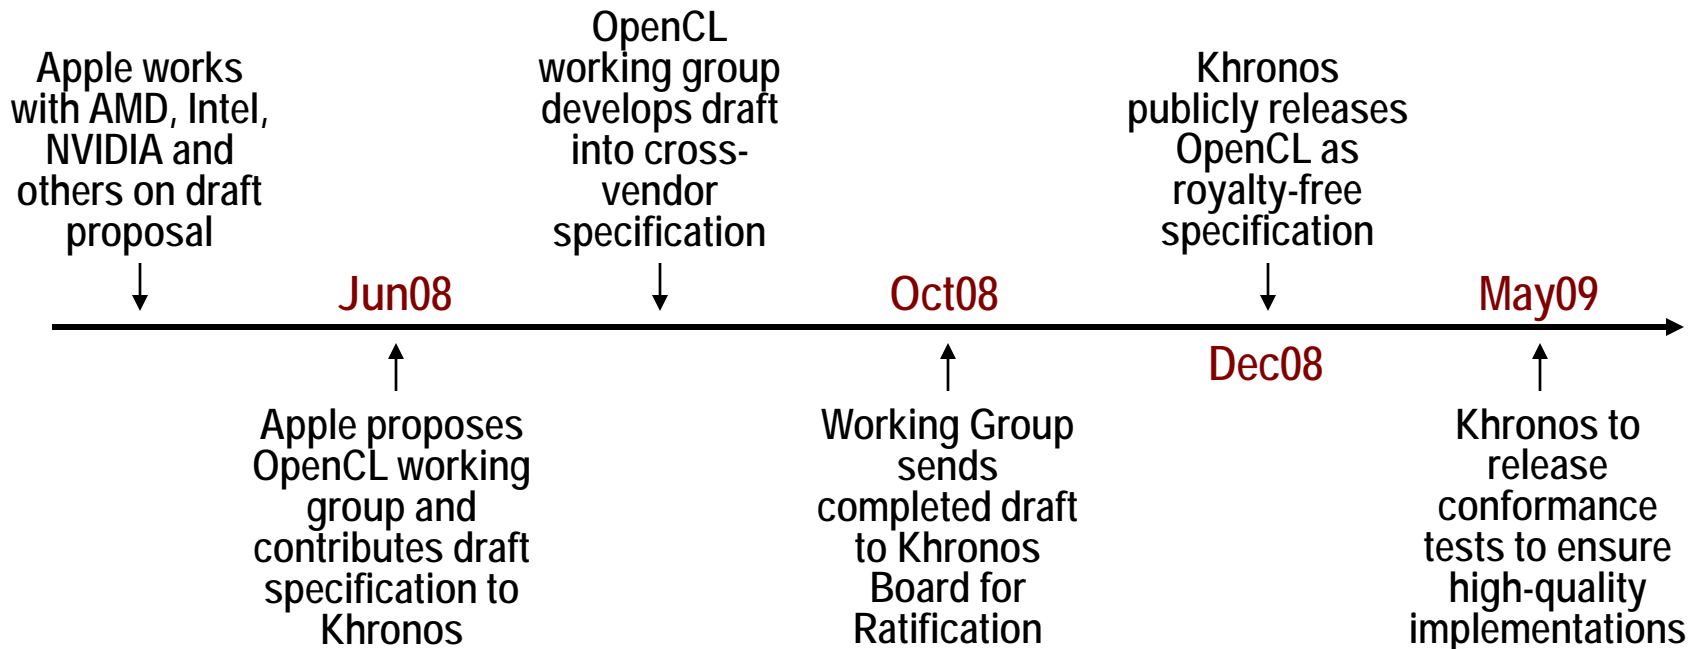 Apple works
with AMD, Intel,
NVIDIA and
others on draft
proposal
Jun08
Apple proposes
OpenCL working
group and
contributes draft
specification to
Khronos
OpenCL
working group
develops draft
into cross-
vendor
specification
Oct08
Working Group
sends
completed draft
to Khronos
Board for
Ratification
Khronos
publicly releases
OpenCL as
royalty-free
specification
Dec08
May09
Khronos to
release
conformance
tests to ensure
high-quality
implementations